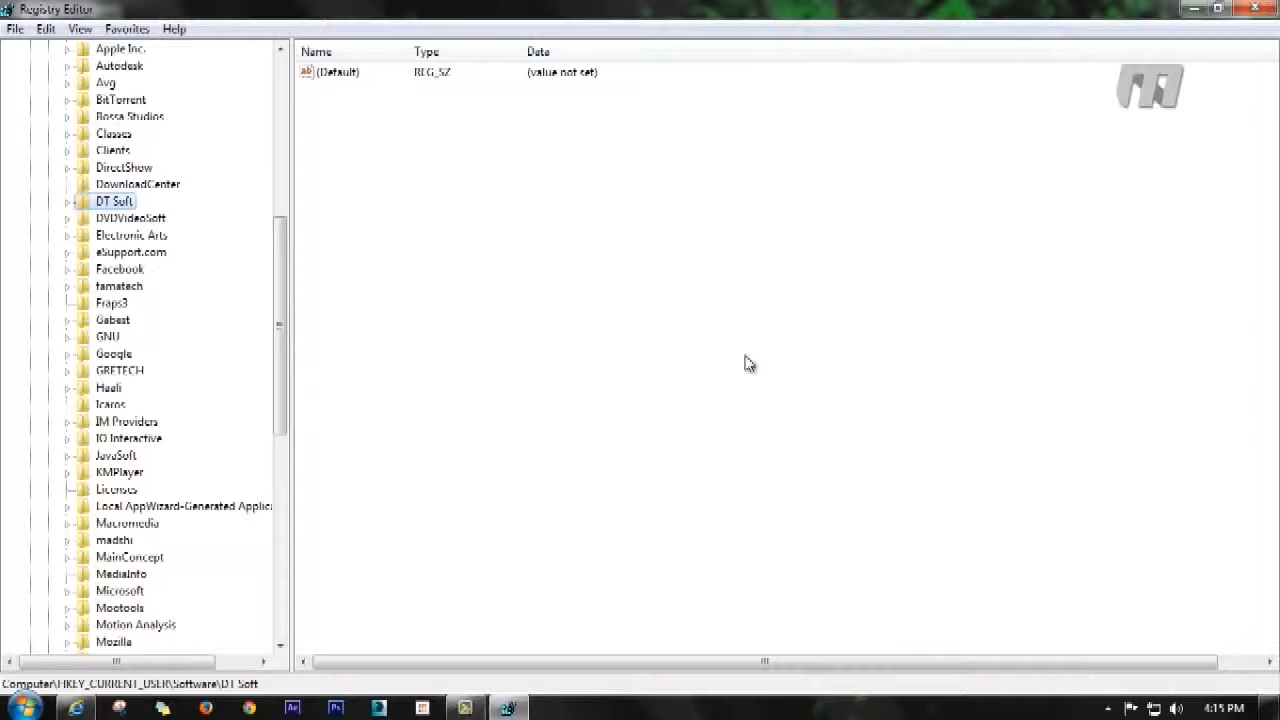 Registry Editor
File Edit View Favorites Help
Name Type Data
(Default) REG_SZ (value not set)
Apple Inc.
Autodesk
Avg
BitTorrent
Bossa Studios
Classes
Clients
DirectShow
DownloadCenter
DT Soft
DVDVideoSoft
Electronic Arts
eSupport.com
Facebook
famatech
Fraps3
Gabest
GNU
Google
GRETECH
Haali
Icaros
IM Providers
IO Interactive
JavaSoft
KMPlayer
Licenses
Local AppWizard-Generated Applic
Macromedia
madshi
MainConcept
MediaInfo
Microsoft
Mootools
Motion Analysis
Mozilla
Computer\HKEY_CURRENT_USER\Software\DT Soft
Ae Ps
4:15 PM